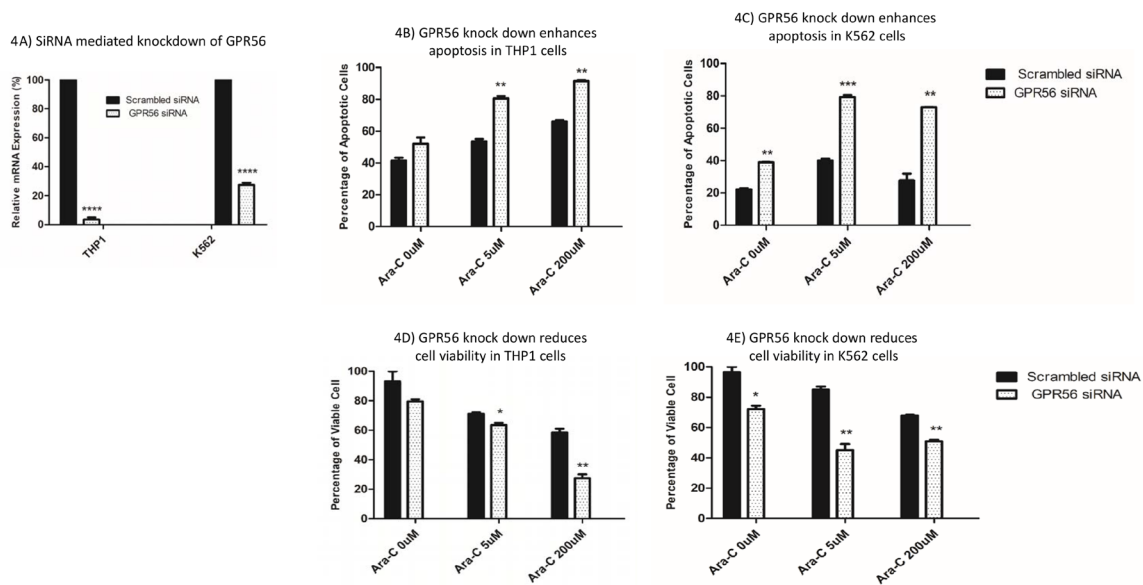 4A) SiRNA mediated knockdown of GPR56
Relative mRNA Expression (%)
100
80
60
40
20
0
Scrambled siRNA
GPR56 siRNA
****
****
THP1
K562
4B) GPR56 knock down enhances
apoptosis in THP1 cells
Percentage of Apoptotic Cells
100
80
60
40
20
0
**
**
Ara-C 0uM
Ara-C 5uM
Ara-C 200uM
4C) GPR56 knock down enhances
apoptosis in K562 cells
Percentage of Apoptotic Cells
100
80
60
40
20
0
**
***
**
Ara-C 0uM
Ara-C 5uM
Ara-C 200uM
Scrambled siRNA
GPR56 siRNA
4D) GPR56 knock down reduces
cell viability in THP1 cells
Percentage of Viable Cell
100
80
60
40
20
0
*
**
Ara-C 0uM
Ara-C 5uM
Ara-C 200uM
4E) GPR56 knock down reduces
cell viability in K562 cells
Percentage of Viable Cell
100
80
60
40
20
0
*
**
**
Ara-C 0uM
Ara-C 5uM
Ara-C 200uM
Scrambled siRNA
GPR56 siRNA